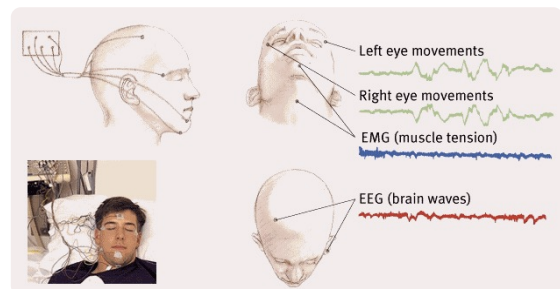 Left eye movements
Right eye movements
EMG (muscle tension)
EEG (brain waves)